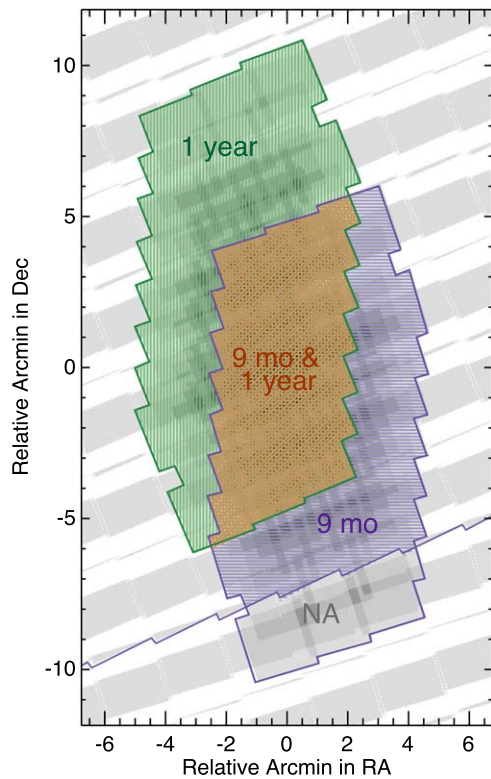 10
1 year
5
Relative Arcmin in Dec
0
9 mo &
1 year
-5
9 mo
NA
-10
-6 -4 -2 0 2 4 6
Relative Arcmin in RA